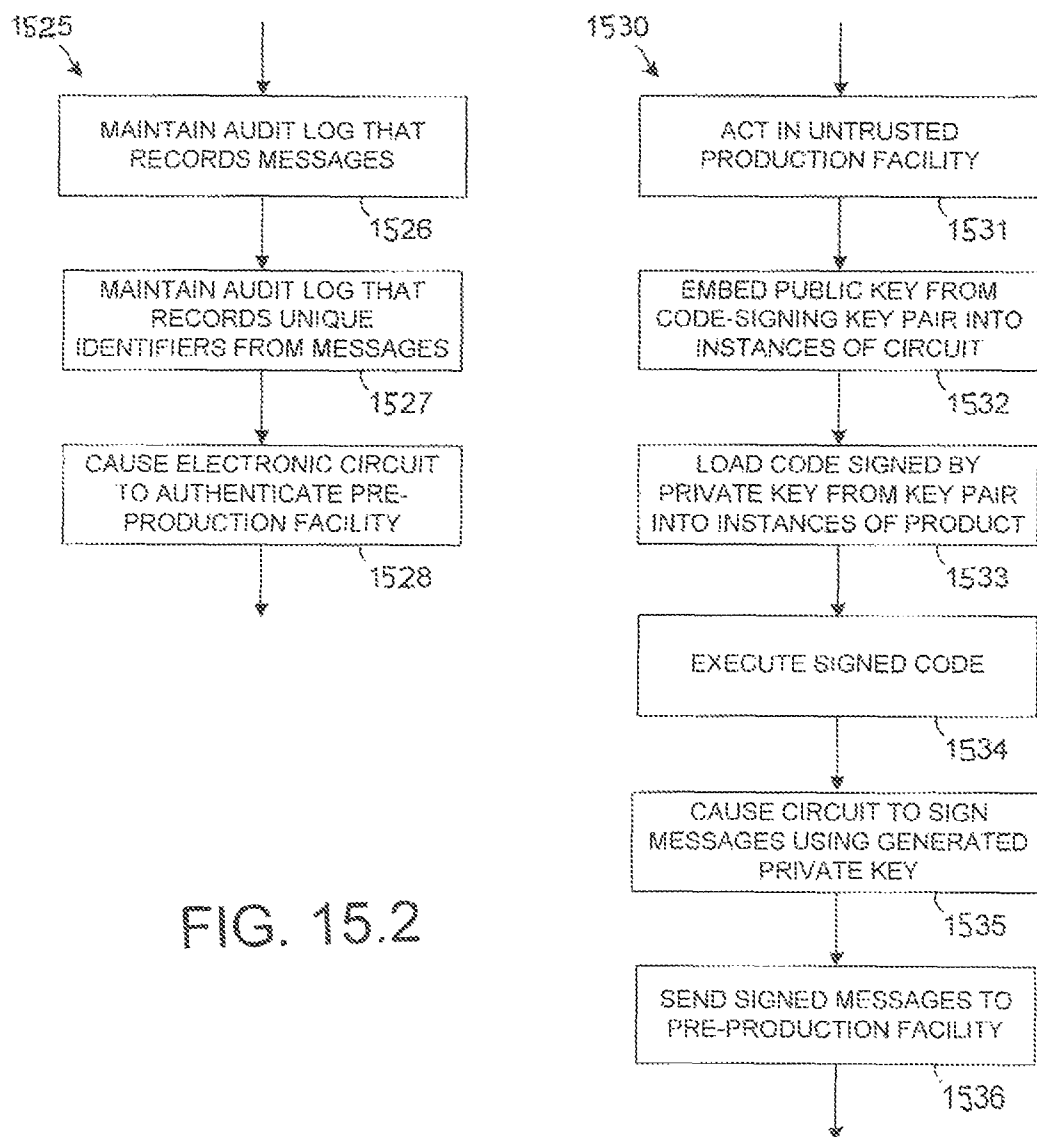 1525
MAINTAIN AUDIT LOG THAT
RECORDS MESSAGES
1526
MAINTAIN AUDIT LOG THAT
RECORDS UNIQUE
IDENTIFIERS FROM MESSAGES
1527
CAUSE ELECTRONIC CIRCUIT
TO AUTHENTICATE PRE-
PRODUCTION FACILITY
1528
FIG. 15.2
1530
ACT IN UNTRUSTED
PRODUCTION FACILITY
1531
EMBED PUBLIC KEY FROM
CODE-SIGNING KEY PAIR INTO
INSTANCES OF CIRCUIT
1532
LOAD CODE SIGNED BY
PRIVATE KEY FROM KEY PAIR
INTO INSTANCES OF PRODUCT
1533
EXECUTE SIGNED CODE
1534
CAUSE CIRCUIT TO SIGN
MESSAGES USING GENERATED
PRIVATE KEY
1535
SEND SIGNED MESSAGES TO
PRE-PRODUCTION FACILITY
1536